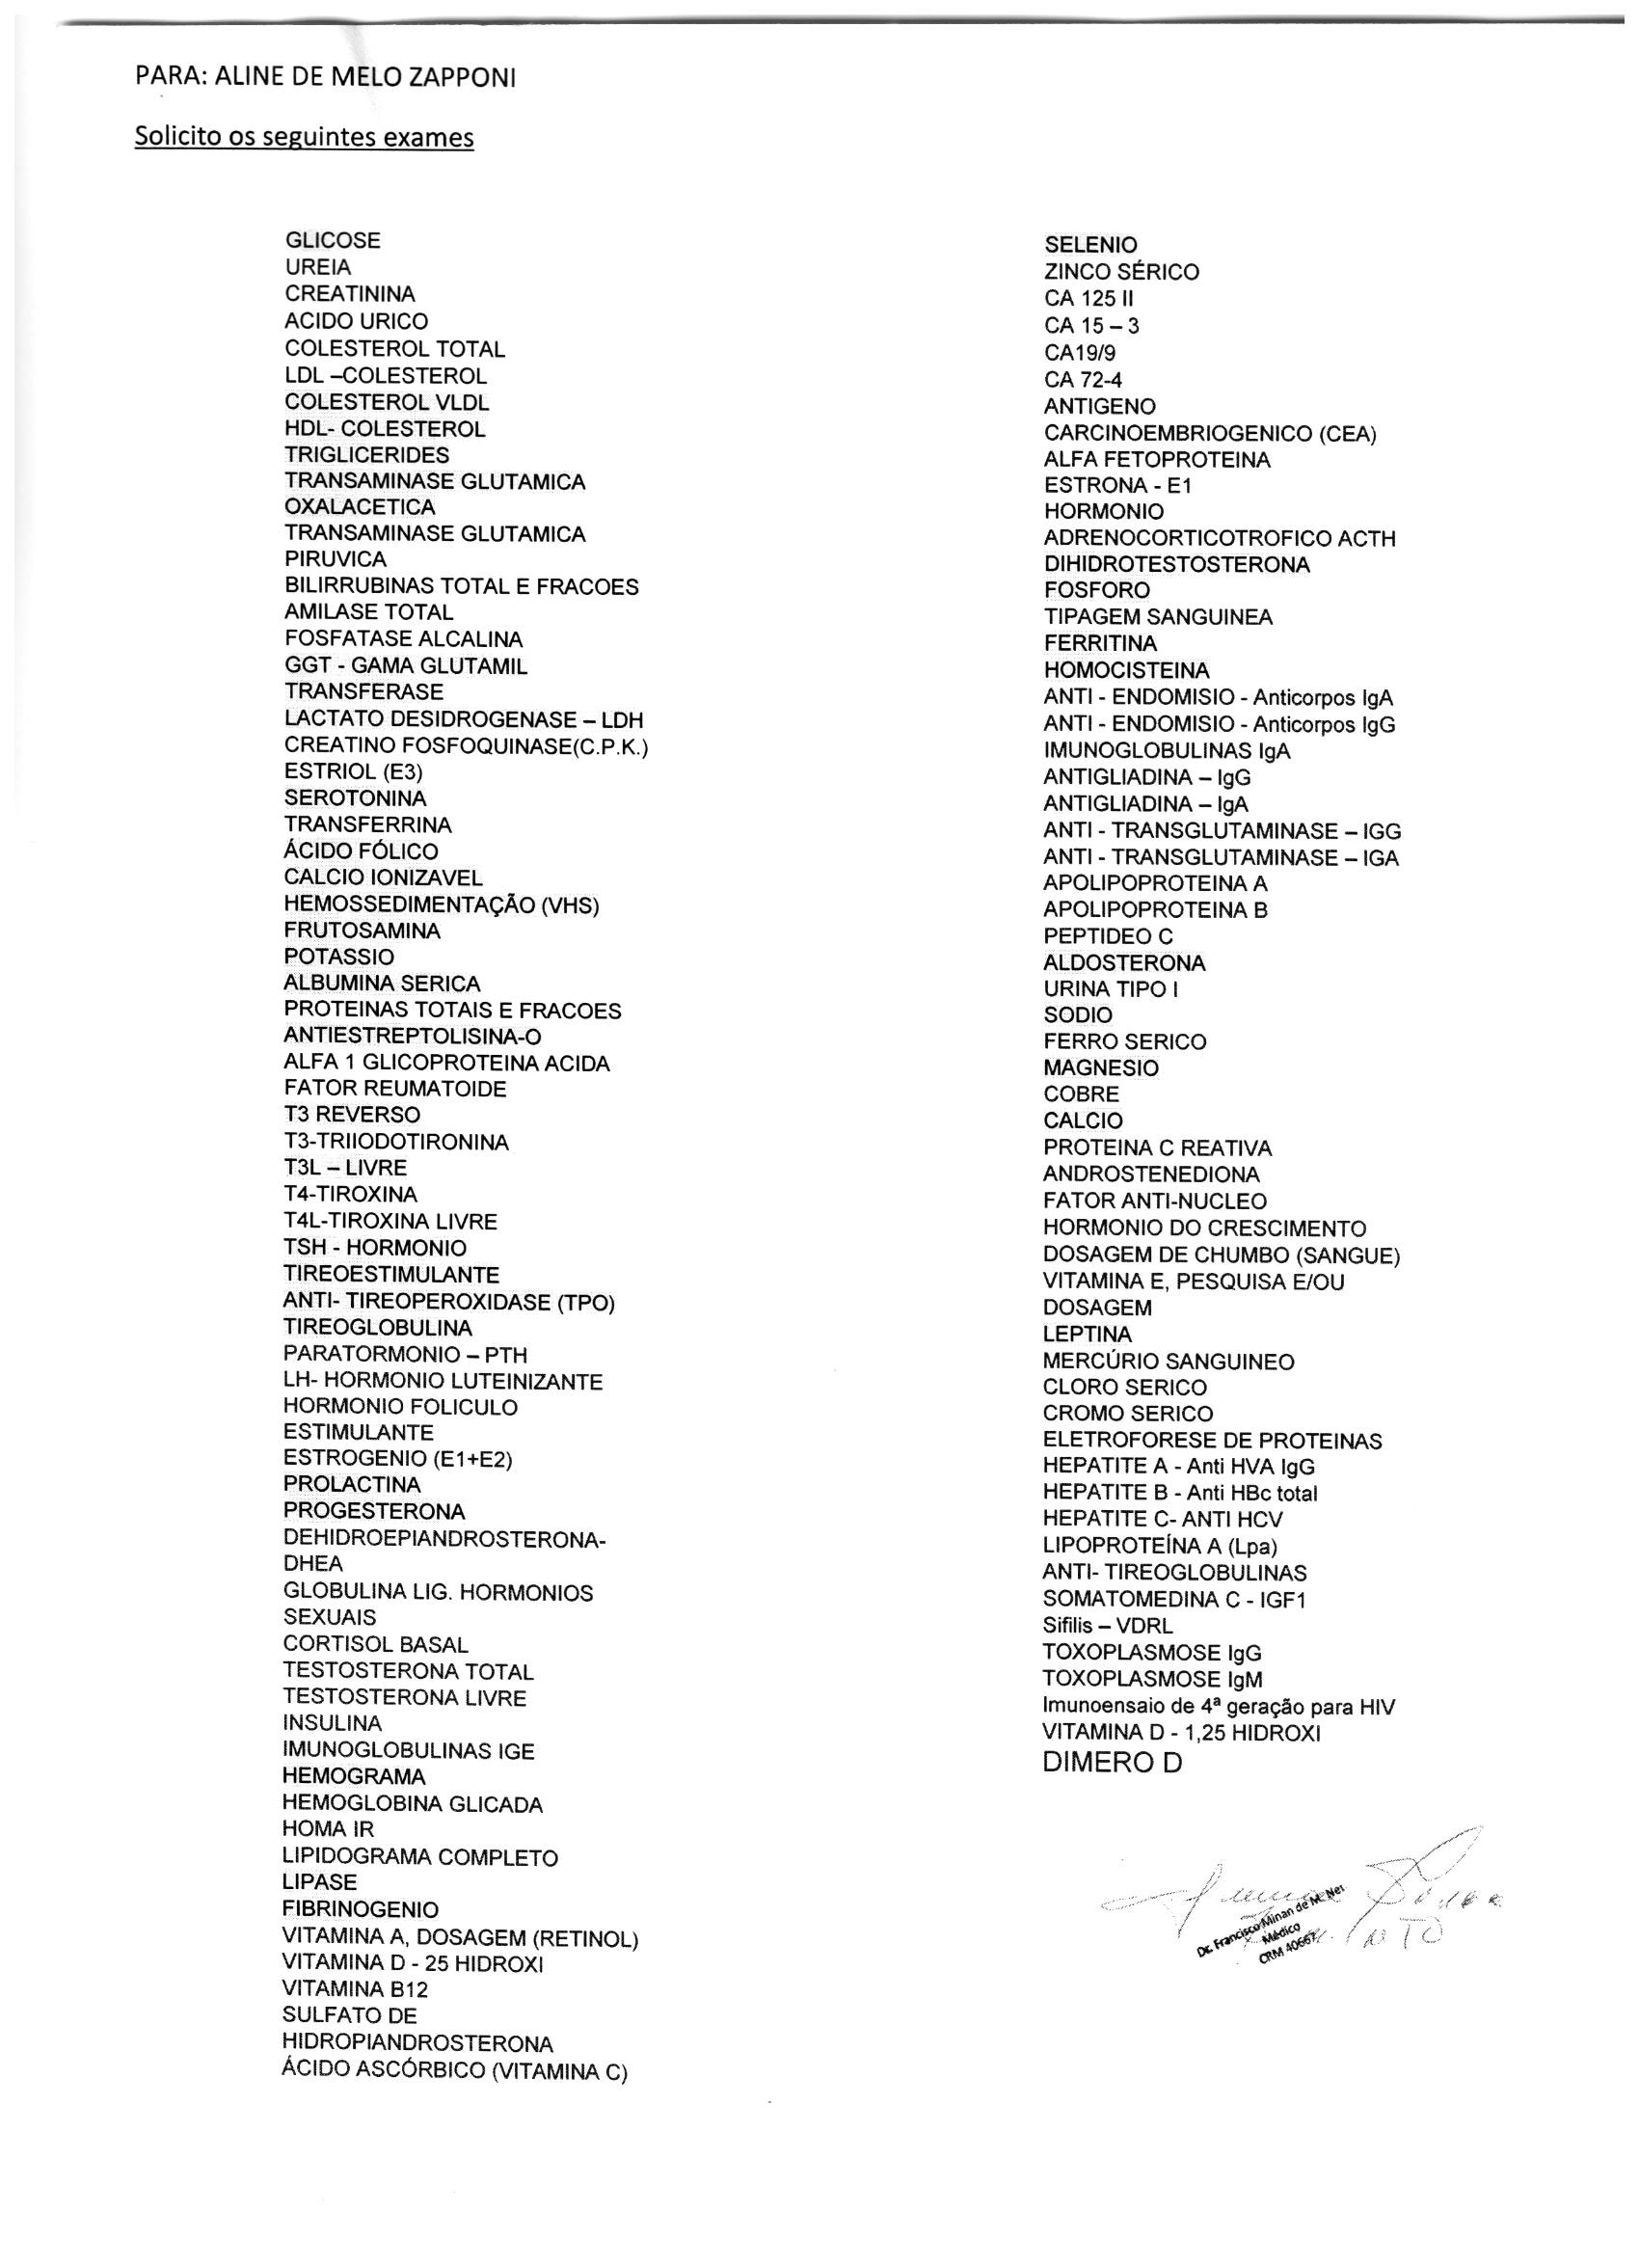 PARA: ALINE DE MELO ZAPPONI
Solicito os seguintes exames
GLICOSE
UREIA
CREATININA
ACIDO URICO
COLESTEROL TOTAL
LDL –COLESTEROL
COLESTEROL VLDL
HDL- COLESTEROL
TRIGLICERIDES
TRANSAMINASE GLUTAMICA
OXALACETICA
TRANSAMINASE GLUTAMICA
PIRUVICA
BILIRRUBINAS TOTAL E FRACOES
AMILASE TOTAL
FOSFATASE ALCALINA
GGT - GAMA GLUTAMIL
TRANSFERASE
LACTATO DESIDROGENASE – LDH
CREATINO FOSFOQUINASE(C.P.K.)
ESTRIOL (E3)
SEROTONINA
TRANSFERRINA
ÁCIDO FÓLICO
CALCIO IONIZAVEL
HEMOSSEDIMENTAÇÃO (VHS)
FRUTOSAMINA
POTASSIO
ALBUMINA SERICA
PROTEINAS TOTAIS E FRACOES
ANTIESTREPTOLISINA-O
ALFA 1 GLICOPROTEINA ACIDA
FATOR REUMATOIDE
T3 REVERSO
T3-TRIIODOTIRONINA
T3L – LIVRE
T4-TIROXINA
T4L-TIROXINA LIVRE
TSH - HORMONIO
TIREOESTIMULANTE
ANTI- TIREOPEROXIDASE (TPO)
TIREOGLOBULINA
PARATORMONIO – PTH
LH- HORMONIO LUTEINIZANTE
HORMONIO FOLICULO
ESTIMULANTE
ESTROGENIO (E1+E2)
PROLACTINA
PROGESTERONA
DEHIDROEPIANDROSTERONA-
DHEA
GLOBULINA LIG. HORMONIOS
SEXUAIS
CORTISOL BASAL
TESTOSTERONA TOTAL
TESTOSTERONA LIVRE
INSULINA
IMUNOGLOBULINAS IGE
HEMOGRAMA
HEMOGLOBINA GLICADA
HOMA IR
LIPIDOGRAMA COMPLETO
LIPASE
FIBRINOGENIO
VITAMINA A, DOSAGEM (RETINOL)
VITAMINA D - 25 HIDROXI
VITAMINA B12
SULFATO DE
HIDROPIANDROSTERONA
ÁCIDO ASCÓRBICO (VITAMINA C)
SELENIO
ZINCO SÉRICO
CA 125 II
CA 15 – 3
CA19/9
CA 72-4
ANTIGENO
CARCINOEMBRIOGENICO (CEA)
ALFA FETOPROTEINA
ESTRONA - E1
HORMONIO
ADRENOCORTICOTROFICO ACTH
DIHIDROTESTOSTERONA
FOSFORO
TIPAGEM SANGUINEA
FERRITINA
HOMOCISTEINA
ANTI - ENDOMISIO - Anticorpos IgA
ANTI - ENDOMISIO - Anticorpos IgG
IMUNOGLOBULINAS IgA
ANTIGLIADINA – IgG
ANTIGLIADINA – IgA
ANTI - TRANSGLUTAMINASE – IGG
ANTI - TRANSGLUTAMINASE – IGA
APOLIPOPROTEINA A
APOLIPOPROTEINA B
PEPTIDEO C
ALDOSTERONA
URINA TIPO I
SODIO
FERRO SERICO
MAGNESIO
COBRE
CALCIO
PROTEINA C REATIVA
ANDROSTENEDIONA
FATOR ANTI-NUCLEO
HORMONIO DO CRESCIMENTO
DOSAGEM DE CHUMBO (SANGUE)
VITAMINA E, PESQUISA E/OU
DOSAGEM
LEPTINA
MERCÚRIO SANGUINEO
CLORO SERICO
CROMO SERICO
ELETROFORESE DE PROTEINAS
HEPATITE A - Anti HVA IgG
HEPATITE B - Anti HBc total
HEPATITE C- ANTI HCV
LIPOPROTEÍNA A (Lpa)
ANTI- TIREOGLOBULINAS
SOMATOMEDINA C - IGF1
Sifilis – VDRL
TOXOPLASMOSE IgG
TOXOPLASMOSE IgM
Imunoensaio de 4ª geração para HIV
VITAMINA D - 1,25 HIDROXI
DIMERO D
Dr. Francisco Minan de M. Net
Médico
CRM 40667